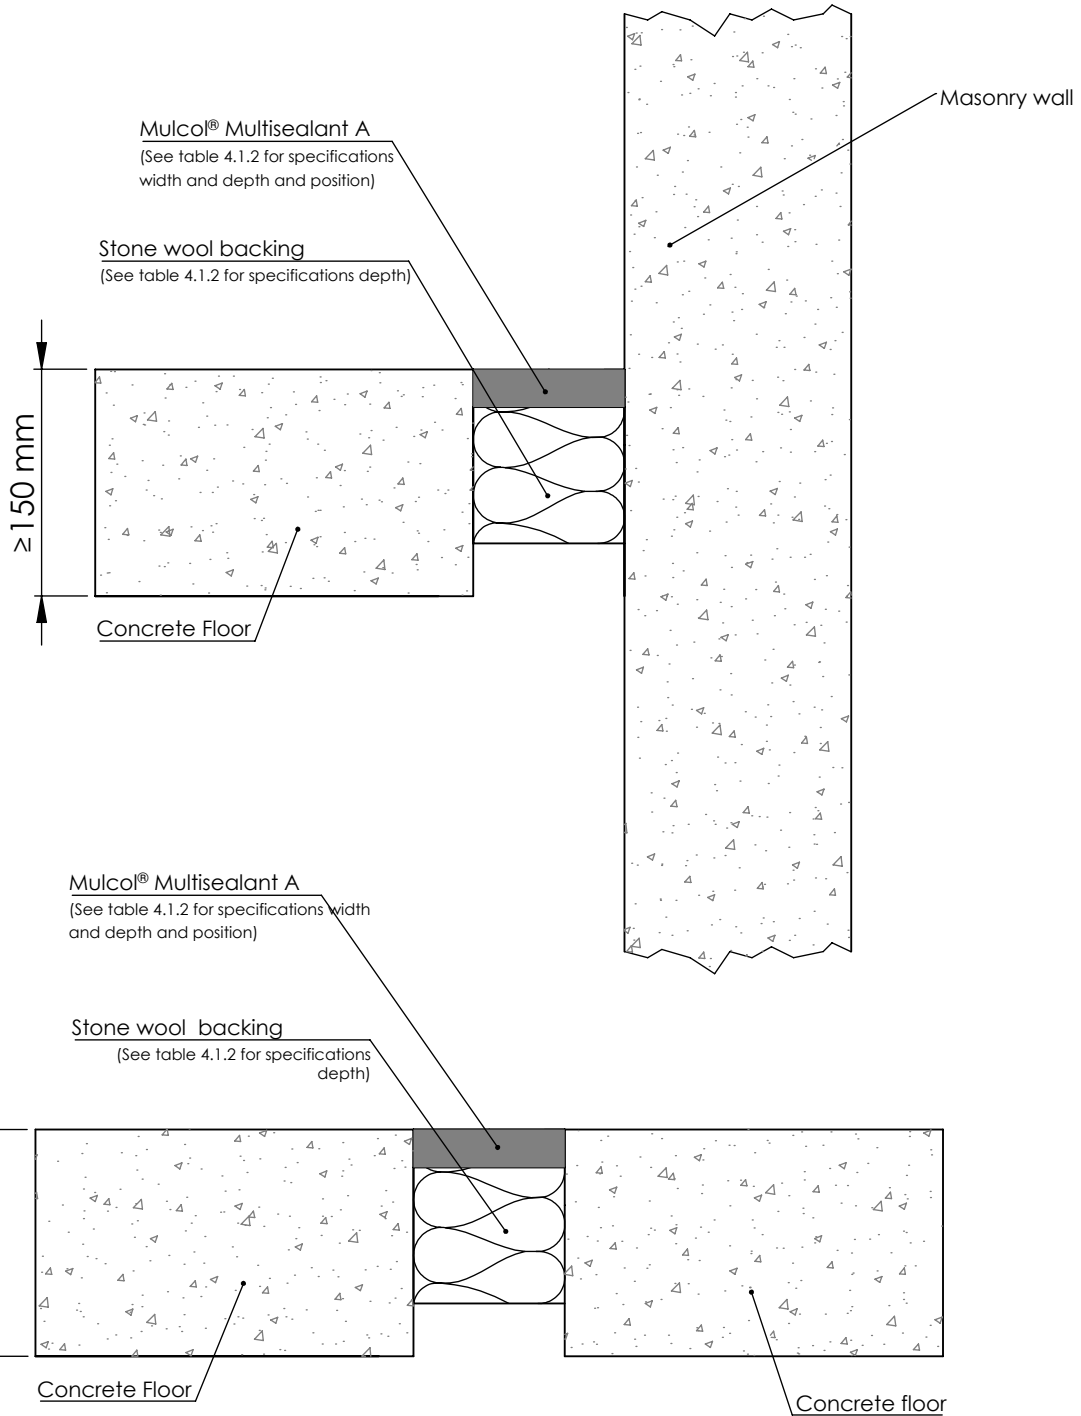 Masonry wall
Mulcol® Multisealant A
(See table 4.1.2 for specifications
width and depth and position)
Stone wool backing
(See table 4.1.2 for specifications depth)
≥150 mm
Concrete Floor
Mulcol® Multisealant A
(See table 4.1.2 for specifications width
and depth and position)
Stone wool  backing
(See table 4.1.2 for specifications
depth)
Concrete Floor
Concrete floor